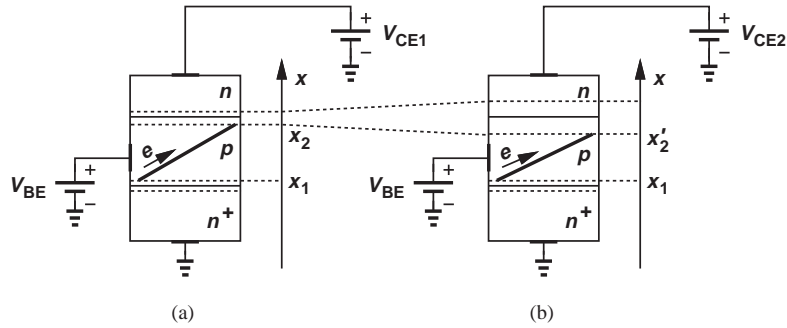 +
V_CE1
−
n
x
e
p
x_2
+
V_BE
−
x_1
n^+
(a)
+
V_CE2
−
n
x
e
p
x'_2
+
V_BE
−
x_1
n^+
(b)